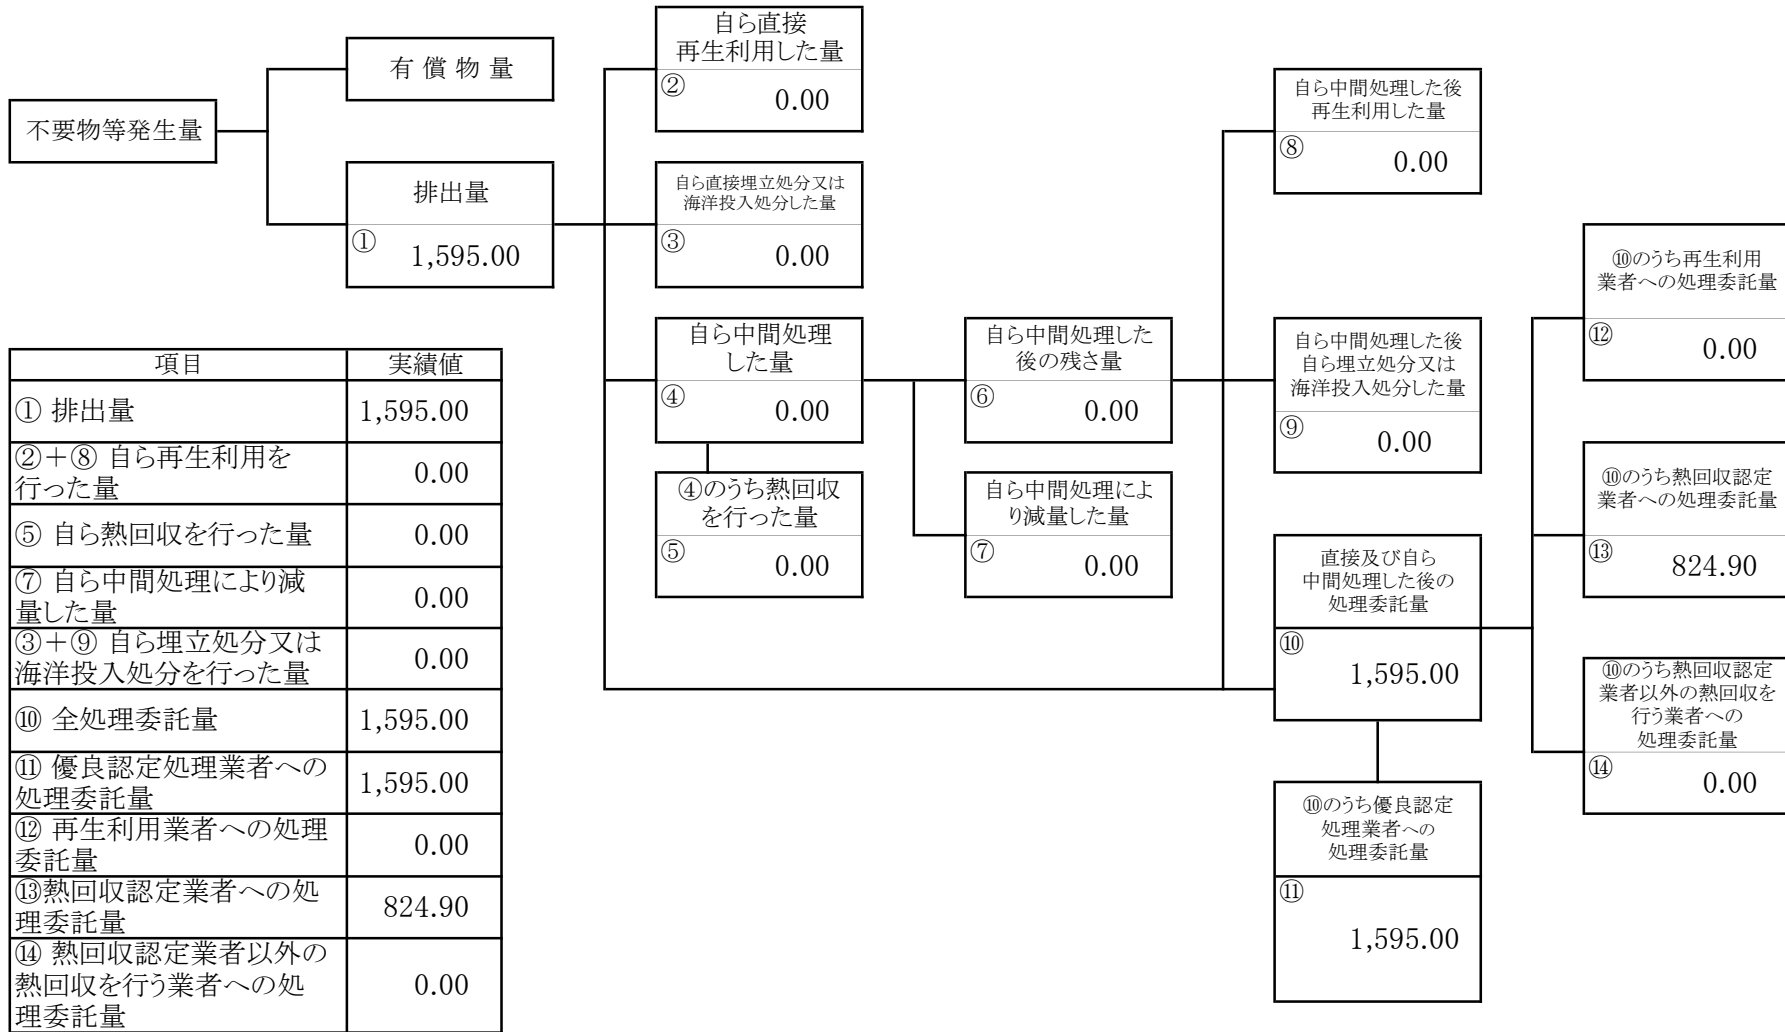 不要物等発生量
有 償 物 量
排出量
① 1,595.00
自ら直接
再生利用した量
② 0.00
自ら直接埋立処分又は
海洋投入処分した量
③ 0.00
自ら中間処理
した量
④ 0.00
④のうち熱回収
を行った量
⑤ 0.00
自ら中間処理した
後の残さ量
⑥ 0.00
自ら中間処理によ
り減量した量
⑦ 0.00
自ら中間処理した後
再生利用した量
⑧ 0.00
自ら中間処理した後
自ら埋立処分又は
海洋投入処分した量
⑨ 0.00
直接及び自ら
中間処理した後の
処理委託量
⑩ 1,595.00
⑩のうち優良認定
処理業者への
処理委託量
⑪ 1,595.00
⑩のうち再生利用
業者への処理委託量
⑫ 0.00
⑩のうち熱回収認定
業者への処理委託量
⑬ 824.90
⑩のうち熱回収認定
業者以外の熱回収を
行う業者への
処理委託量
⑭ 0.00
項目 実績値
① 排出量 1,595.00
②＋⑧ 自ら再生利用を
行った量 0.00
⑤ 自ら熱回収を行った量 0.00
⑦ 自ら中間処理により減
量した量 0.00
③＋⑨ 自ら埋立処分又は
海洋投入処分を行った量 0.00
⑩ 全処理委託量 1,595.00
⑪ 優良認定処理業者への
処理委託量 1,595.00
⑫ 再生利用業者への処理
委託量 0.00
⑬熱回収認定業者への処
理委託量 824.90
⑭ 熱回収認定業者以外の
熱回収を行う業者への処
理委託量 0.00